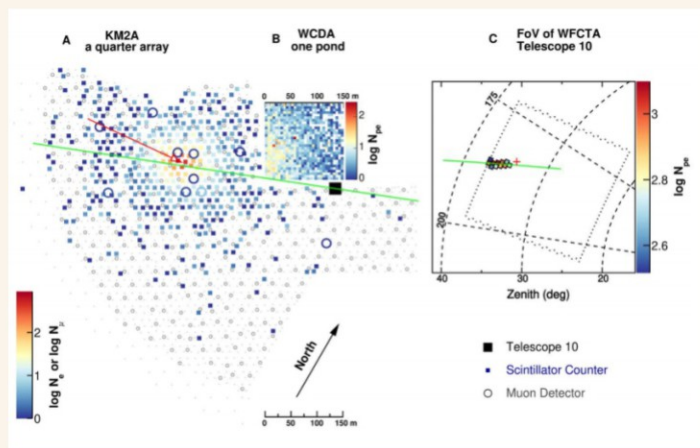 A
KM2A
a quarter array
B
WCDA
one pond
C
FoV of WFCTA
Telescope 10
0 50 100 150 m
2
1
0
log Npe
175
200
3
2.8
2.6
log Npe
40 30 20
Zenith (deg)
2
1
0
log Ne or log Nμ
North
0 50 100 150 m
Telescope 10
Scintillator Counter
Muon Detector